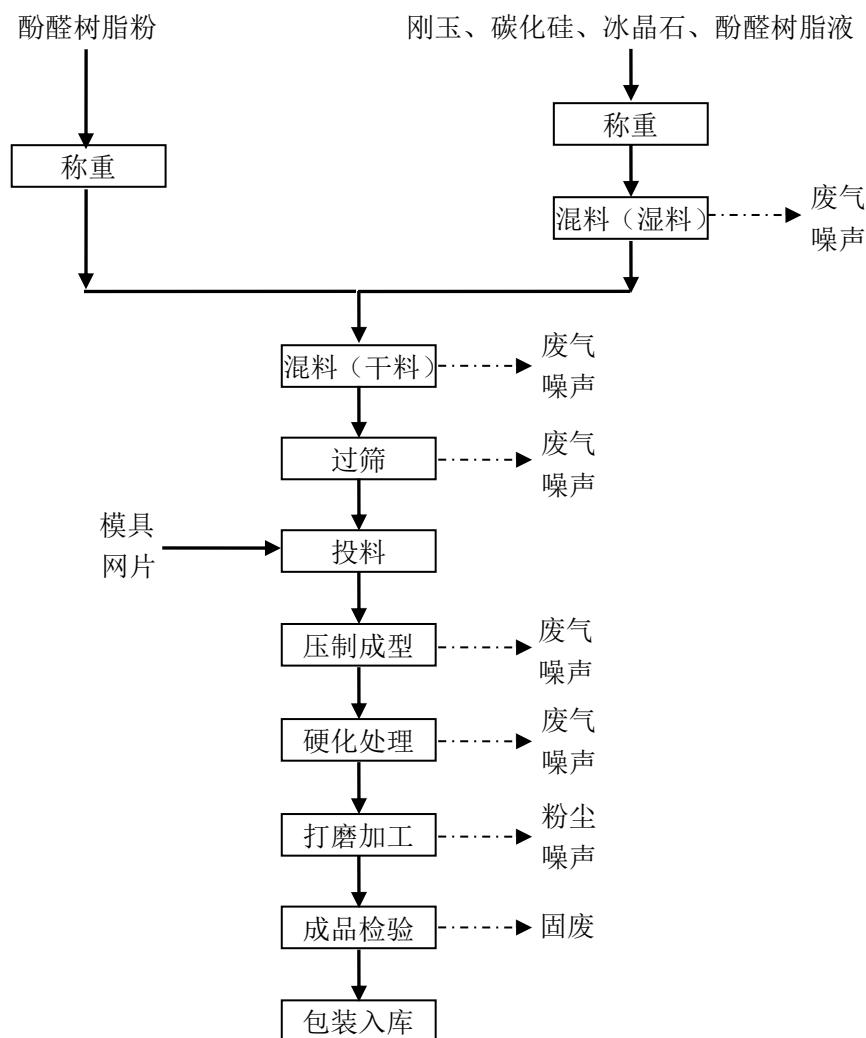 酚醛树脂粉
刚玉、碳化硅、冰晶石、酚醛树脂液
称重
称重
混料（湿料）
废气
噪声
混料（干料）
废气
噪声
过筛
废气
噪声
模具
网片
投料
压制成型
废气
噪声
硬化处理
废气
噪声
打磨加工
粉尘
噪声
成品检验
固废
包装入库